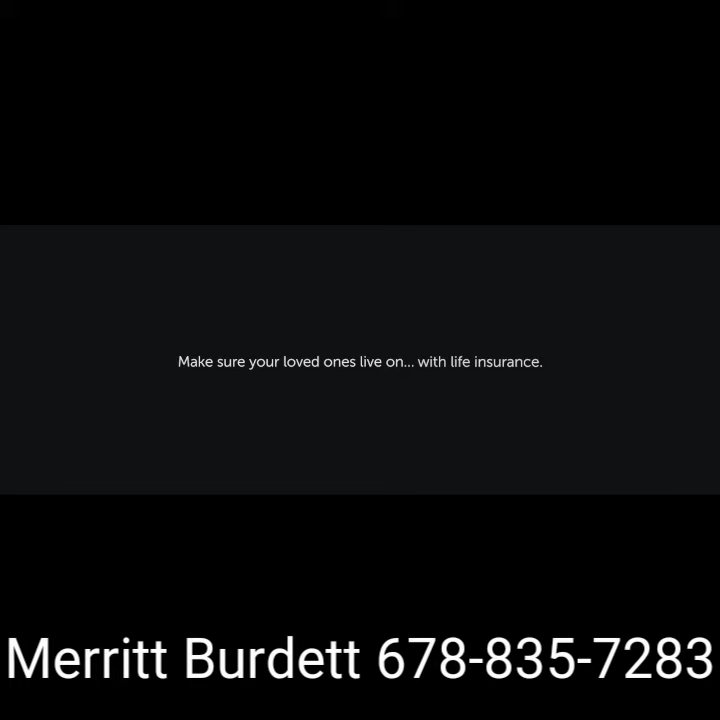 Make sure your loved ones live on... with life insurance.
Merritt Burdett 678-835-7283